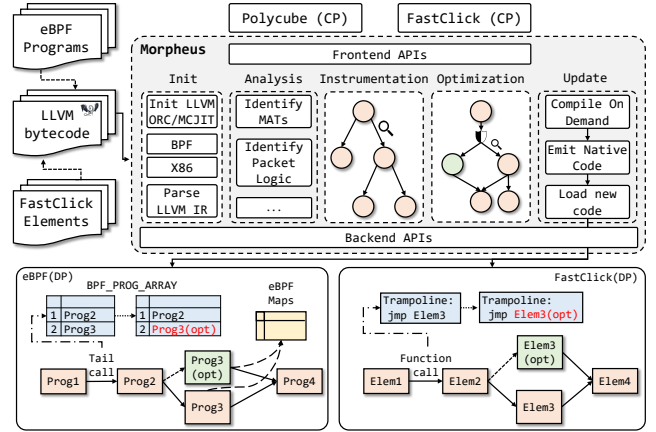 Polycube (CP)
FastClick (CP)
eBPF
Programs
LLVM
bytecode
FastClick
Elements
Morpheus
Frontend APIs
Init
Analysis
Instrumentation
Optimization
Update
Init LLVM
ORC/MCJIT
BPF
X86
Parse
LLVM IR
Identify
MATs
Identify
Packet
Logic
...
Compile On
Demand
Emit Native
Code
Load new
code
Backend APIs
eBPF(DP)
BPF_PROG_ARRAY
1 Prog2
2 Prog3
1 Prog2
2 Prog3(opt)
eBPF
Maps
Tail
call
Prog1
Prog2
Prog3
(opt)
Prog3
Prog4
FastClick(DP)
Trampoline:
jmp Elem3
Trampoline:
jmp Elem3(opt)
Function
call
Elem1
Elem2
Elem3
(opt)
Elem3
Elem4